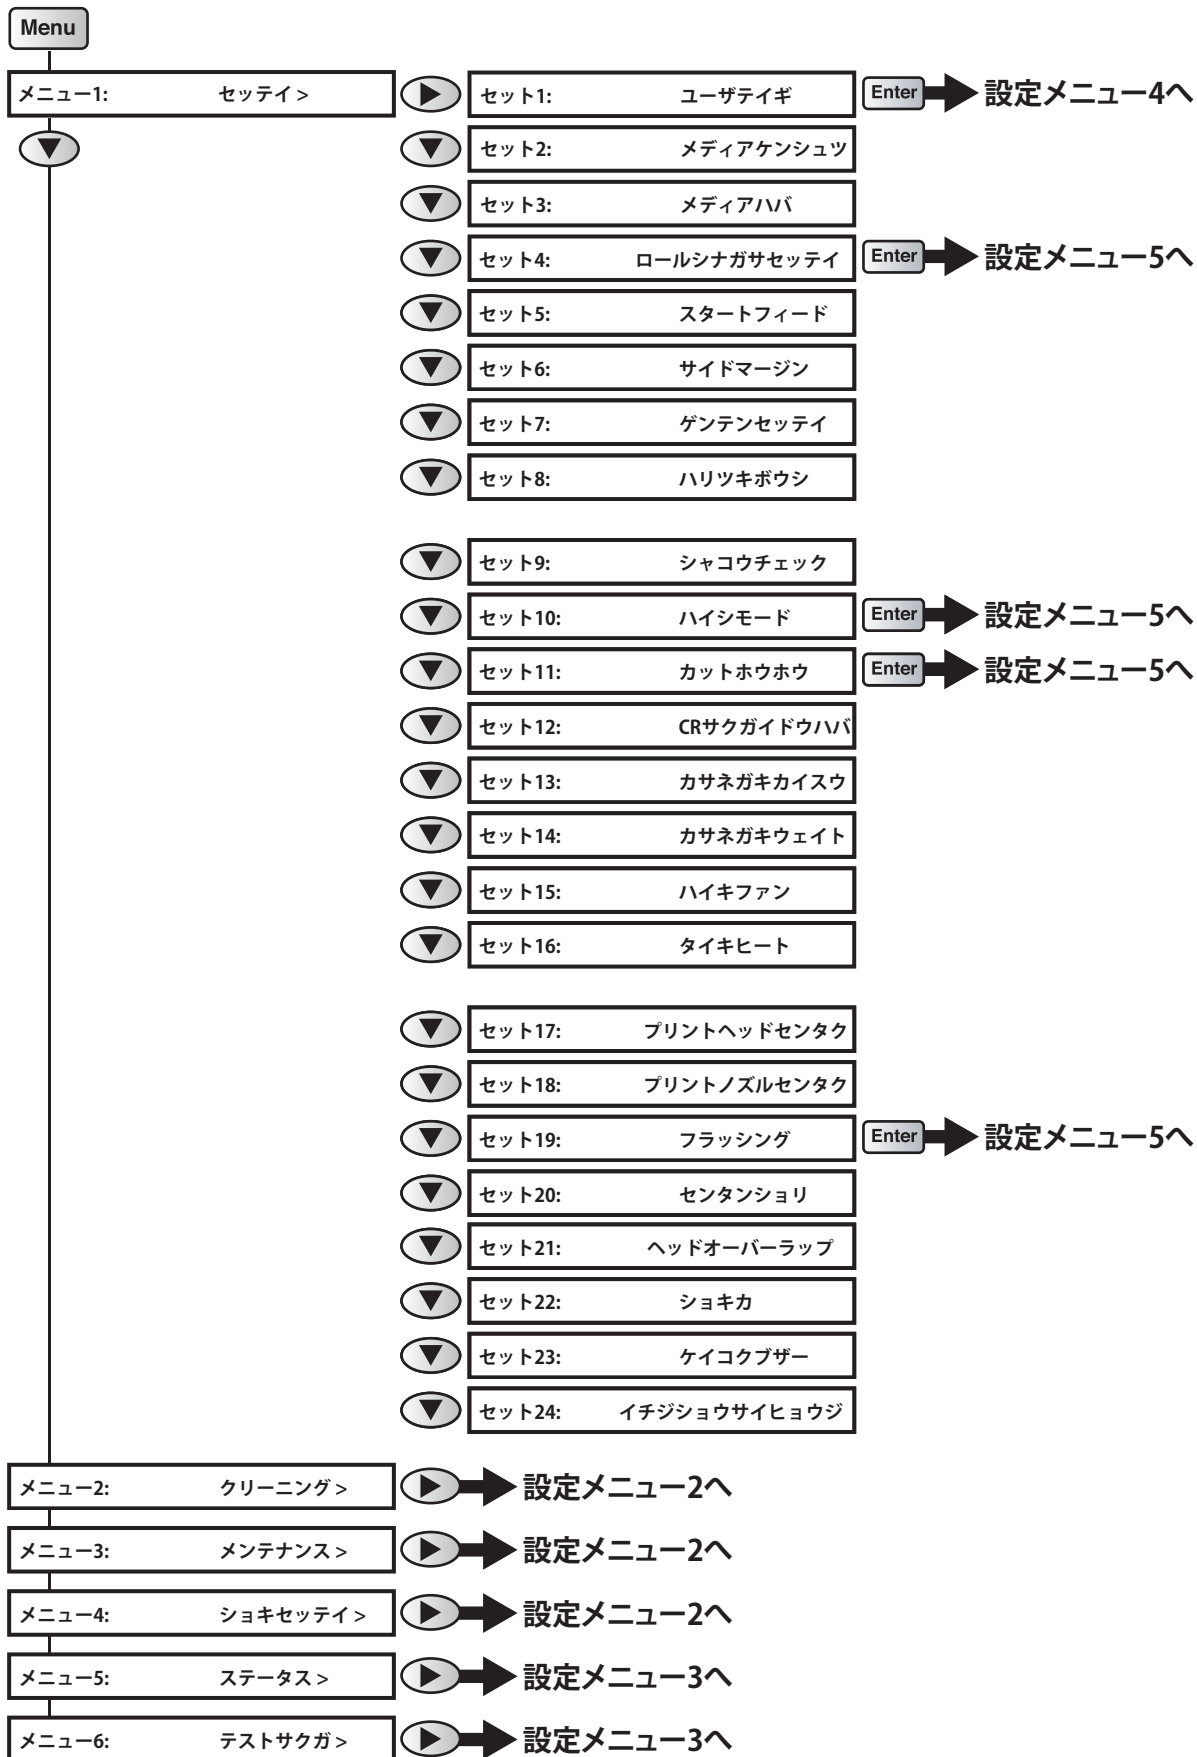 Menu
メニュー1: セッテイ >
セット1: ユーザテイギ Enter 設定メニュー4へ
セット2: メディアケンシュツ
セット3: メディアハバ
セット4: ロールシナガサセッテイ Enter 設定メニュー5へ
セット5: スタートフィード
セット6: サイドマージン
セット7: ゲンテンセッテイ
セット8: ハリツキボウシ
セット9: シャコウチェック
セット10: ハイシモード Enter 設定メニュー5へ
セット11: カットホウホウ Enter 設定メニュー5へ
セット12: CRサクガイドウハバ
セット13: カサネガキカイスウ
セット14: カサネガキウェイト
セット15: ハイキファン
セット16: タイキヒート
セット17: プリントヘッドセンタク
セット18: プリントノズルセンタク
セット19: フラッシング Enter 設定メニュー5へ
セット20: センタンショリ
セット21: ヘッドオーバーラップ
セット22: ショキカ
セット23: ケイコクブザー
セット24: イチジショウサイヒョウジ
メニュー2: クリーニング > 設定メニュー2へ
メニュー3: メンテナンス > 設定メニュー2へ
メニュー4: ショキセッテイ > 設定メニュー2へ
メニュー5: ステータス > 設定メニュー3へ
メニュー6: テストサクガ > 設定メニュー3へ